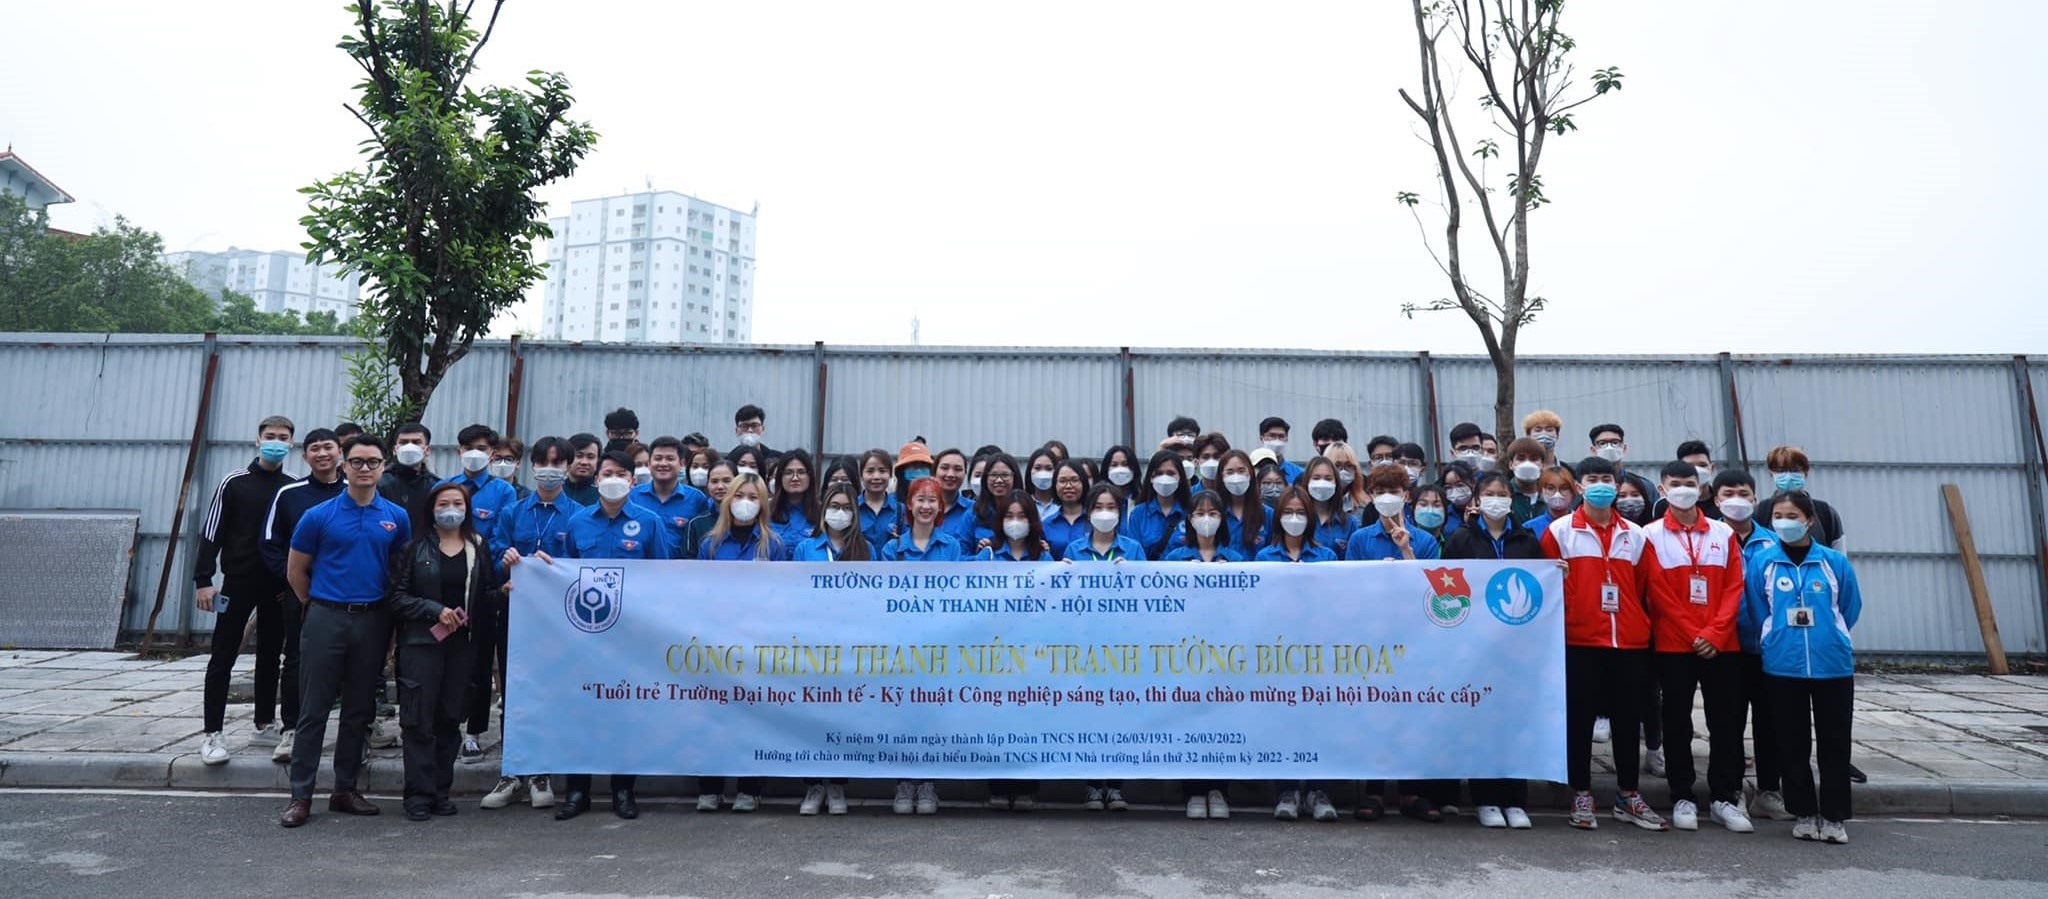 UNETI
TRƯỜNG ĐẠI HỌC KINH TẾ - KỸ THUẬT CÔNG NGHIỆP
ĐOÀN THANH NIÊN - HỘI SINH VIÊN
CÔNG TRÌNH THANH NIÊN “TRANH TƯỜNG BÍCH HỌA”
“Tuổi trẻ Trường Đại học Kinh tế - Kỹ thuật Công nghiệp sáng tạo, thi đua chào mừng Đại hội Đoàn các cấp”
Kỷ niệm 91 năm ngày thành lập Đoàn TNCS HCM (26/03/1931 - 26/03/2022)
Hướng tới chào mừng Đại hội đại biểu Đoàn TNCS HCM Nhà trường lần thứ 32 nhiệm kỳ 2022 - 2024